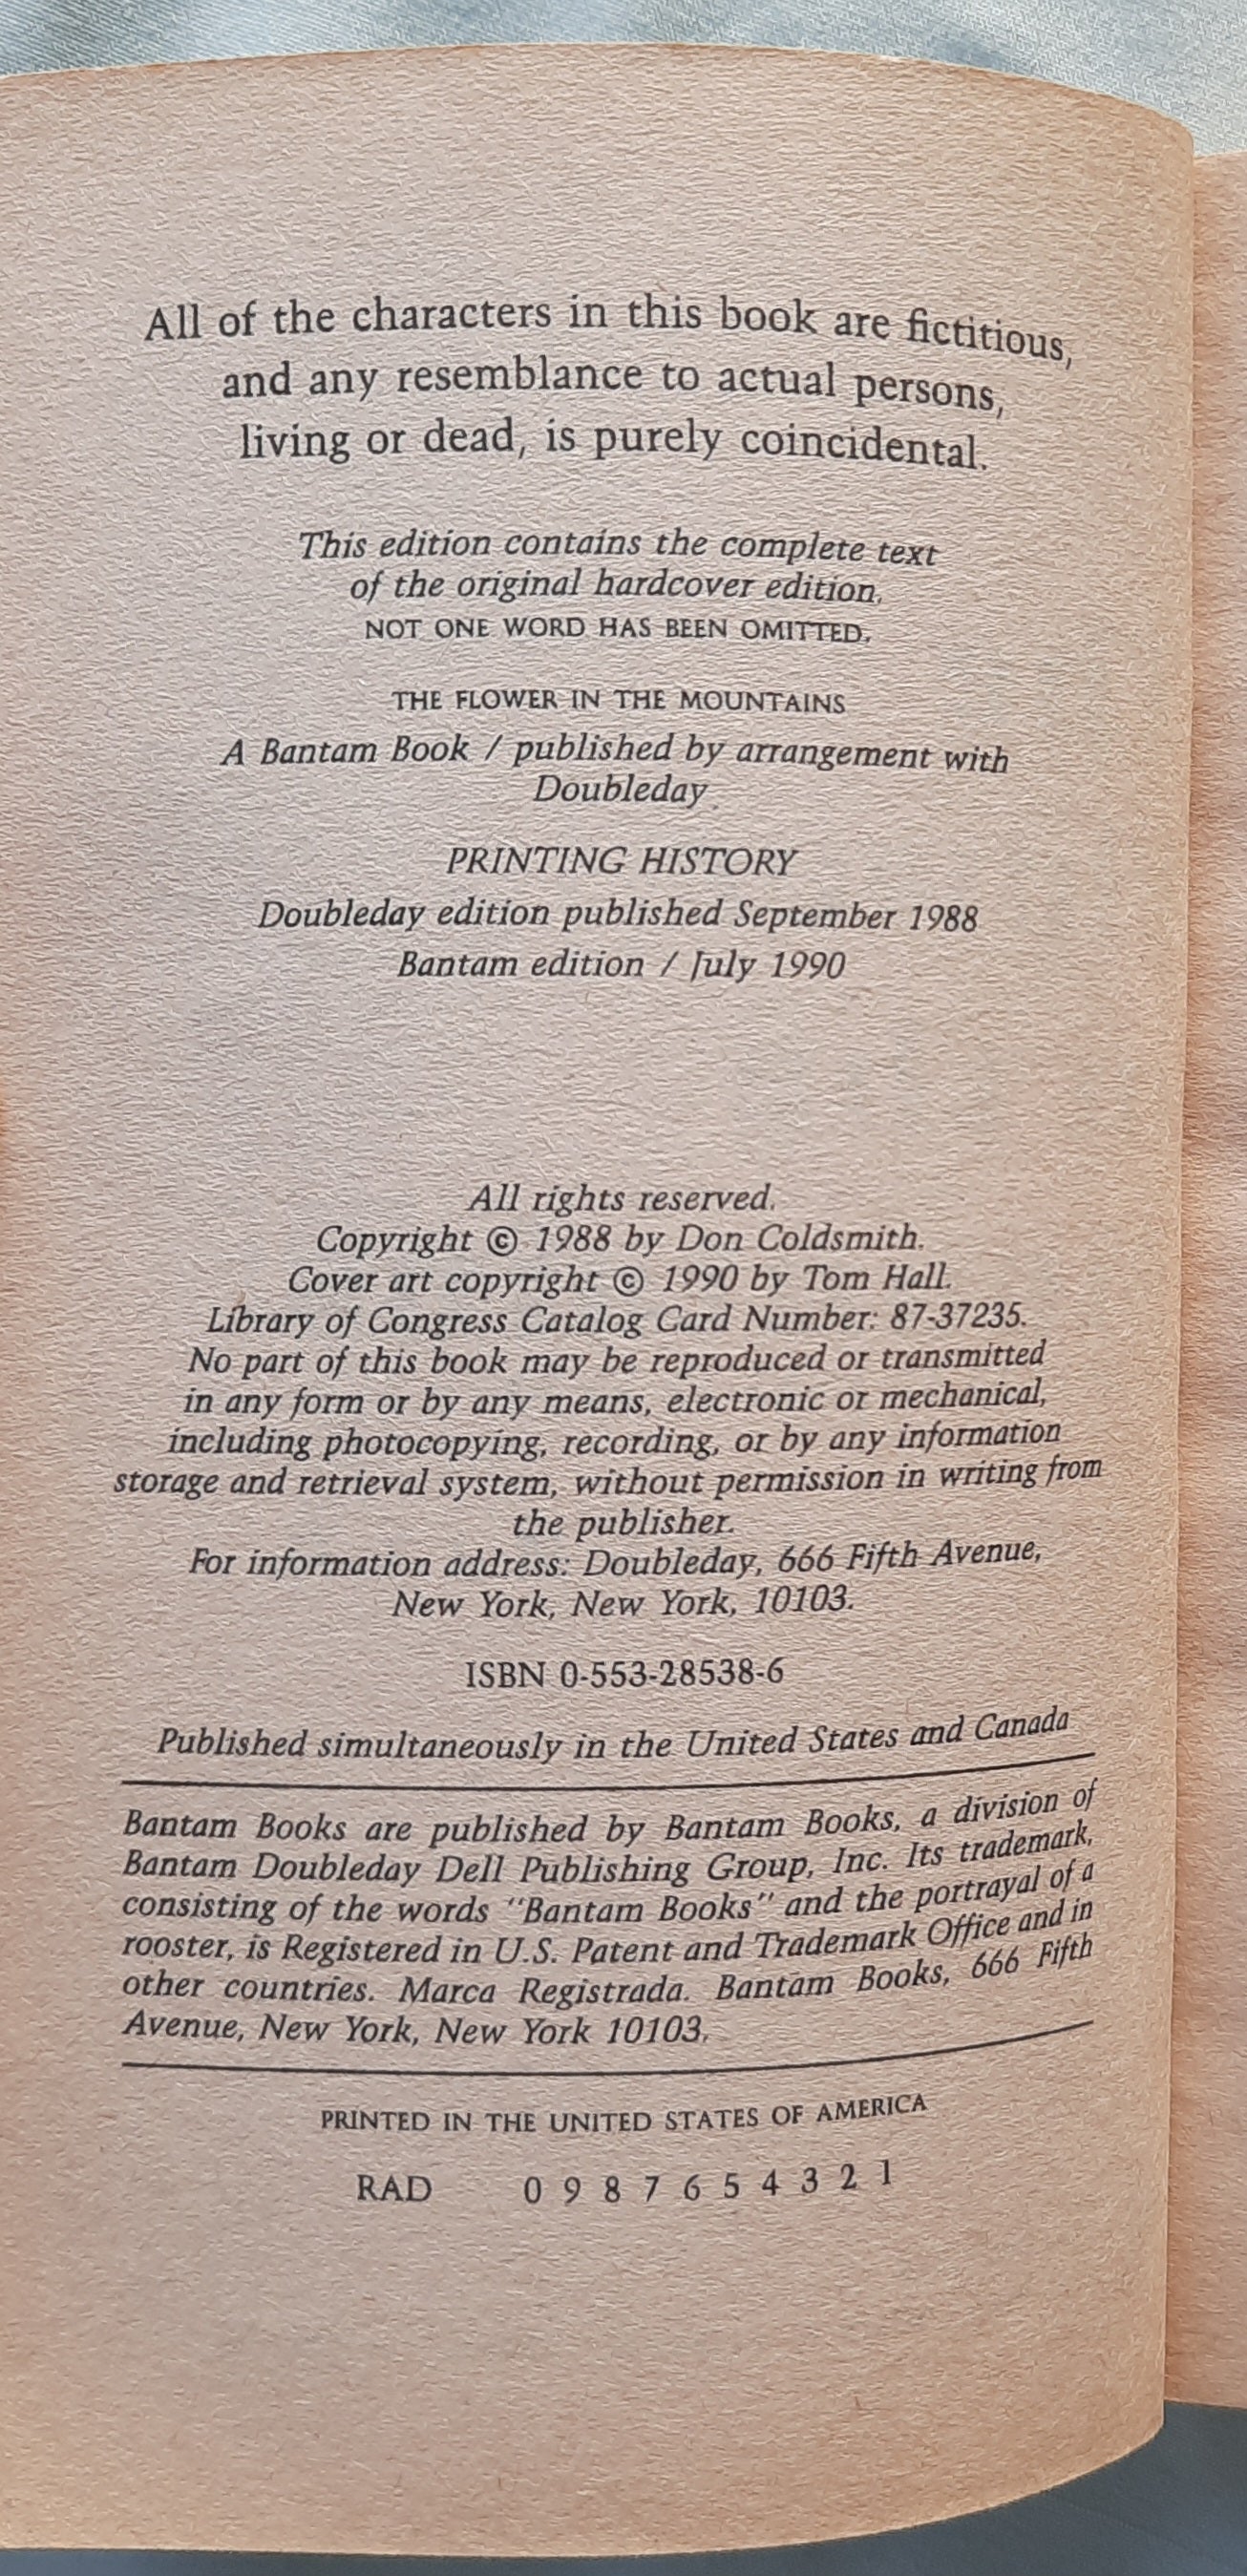 All of the characters in this book are fictitious,
and any resemblance to actual persons,
living or dead, is purely coincidental.
This edition contains the complete text
of the original hardcover edition.
NOT ONE WORD HAS BEEN OMITTED.
THE FLOWER IN THE MOUNTAINS
A Bantam Book / published by arrangement with
Doubleday
PRINTING HISTORY
Doubleday edition published September 1988
Bantam edition / July 1990
All rights reserved.
Copyright © 1988 by Don Coldsmith.
Cover art copyright © 1990 by Tom Hall.
Library of Congress Catalog Card Number: 87-37235.
No part of this book may be reproduced or transmitted
in any form or by any means, electronic or mechanical,
including photocopying, recording, or by any information
storage and retrieval system, without permission in writing from
the publisher.
For information address: Doubleday, 666 Fifth Avenue,
New York, New York, 10103.
ISBN 0-553-28538-6
Published simultaneously in the United States and Canada
Bantam Books are published by Bantam Books, a division of
Bantam Doubleday Dell Publishing Group, Inc. Its trademark,
consisting of the words "Bantam Books" and the portrayal of a
rooster, is Registered in U.S. Patent and Trademark Office and in
other countries. Marca Registrada. Bantam Books, 666 Fifth
Avenue, New York, New York 10103.
PRINTED IN THE UNITED STATES OF AMERICA
RAD 0 9 8 7 6 5 4 3 2 1